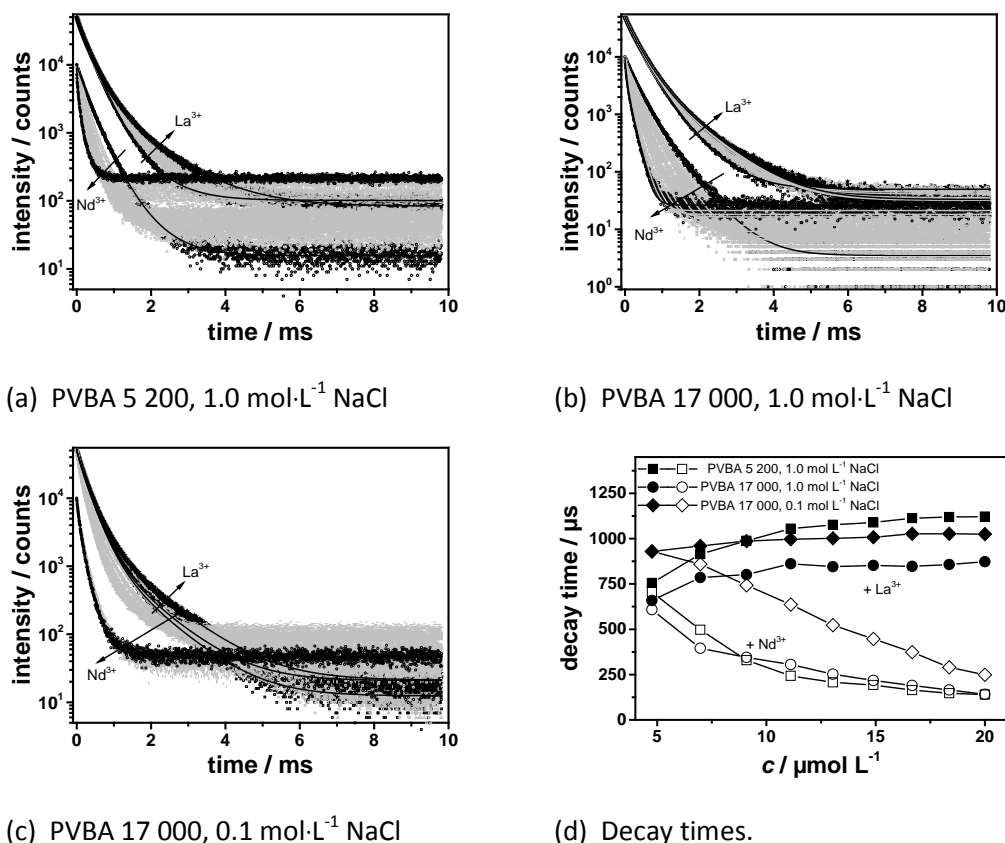 10⁴
10³
10²
10¹
intensity / counts
La³⁺
Nd³⁺
0 2 4 6 8 10
time / ms
(a) PVBA 5 200, 1.0 mol·L⁻¹ NaCl
10⁴
10³
10²
10¹
10⁰
intensity / counts
La³⁺
Nd³⁺
0 2 4 6 8 10
time / ms
(b) PVBA 17 000, 1.0 mol·L⁻¹ NaCl
10⁴
10³
10²
10¹
intensity / counts
La³⁺
Nd³⁺
0 2 4 6 8 10
time / ms
(c) PVBA 17 000, 0.1 mol·L⁻¹ NaCl
PVBA 5 200, 1.0 mol L⁻¹ NaCl
PVBA 17 000, 1.0 mol L⁻¹ NaCl
PVBA 17 000, 0.1 mol L⁻¹ NaCl
1250
1000
750
500
250
0
decay time / µs
+ La³⁺
+ Nd³⁺
5 10 15 20
c / µmol L⁻¹
(d) Decay times.